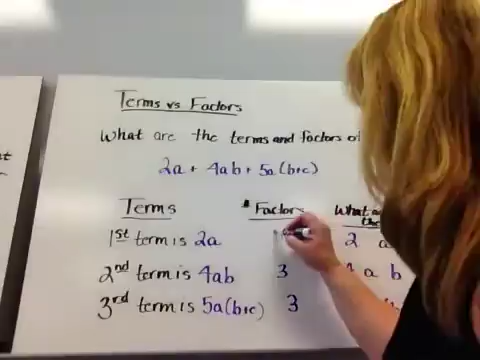 Terms vs Factors
What are the terms and factors of
2a + 4ab + 5a(b+c)
Terms # Factors What
1st term is 2a 2 a
2nd term is 4ab 3 a b
3rd term is 5a(b+c) 3